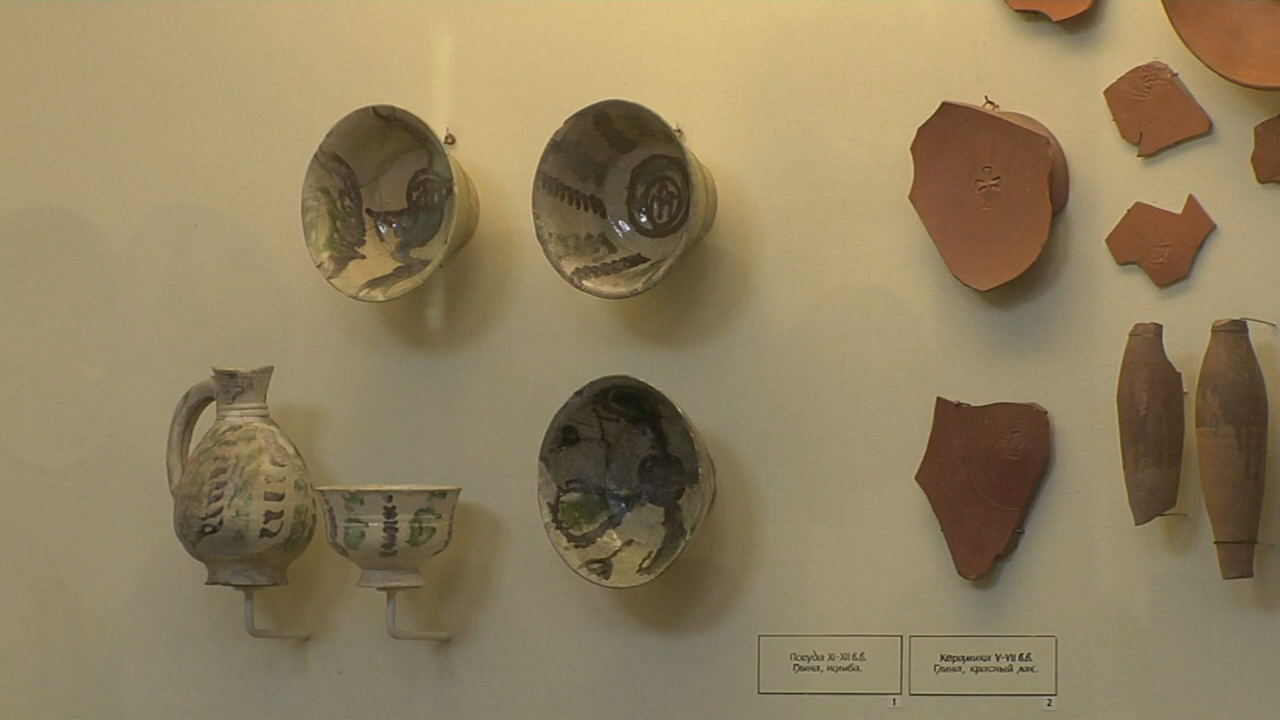 Посуда XI-XII в.в.
Глина, полива.
1
Керамика V-VII в.в.
Глина, красный лак.
2